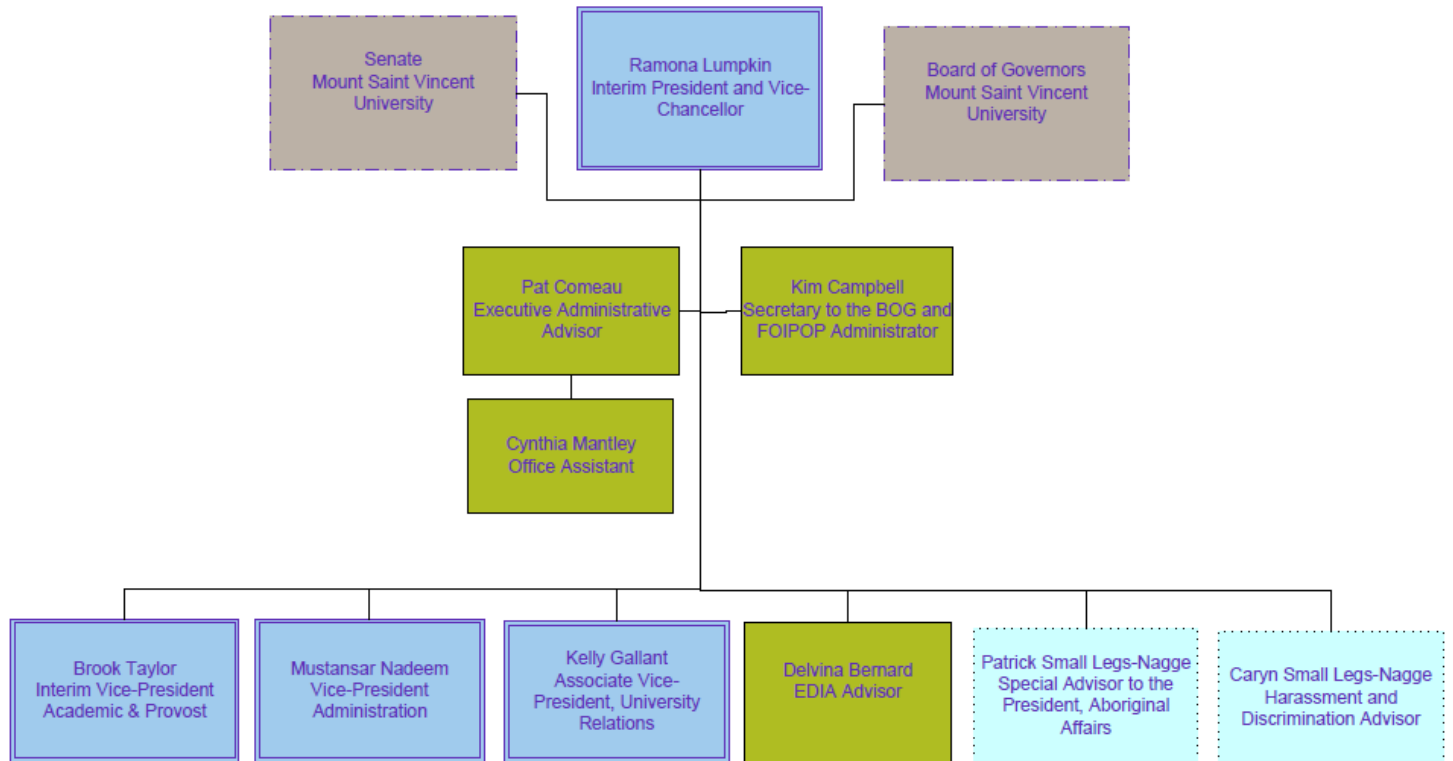 Senate
Mount Saint Vincent
University
Ramona Lumpkin
Interim President and Vice-
Chancellor
Board of Governors
Mount Saint Vincent
University
Pat Comeau
Executive Administrative
Advisor
Kim Campbell
Secretary to the BOG and
FOIPOP Administrator
Cynthia Mantley
Office Assistant
Brook Taylor
Interim Vice-President
Academic & Provost
Mustansar Nadeem
Vice-President
Administration
Kelly Gallant
Associate Vice-
President, University
Relations
Delvina Bernard
EDIA Advisor
Patrick Small Legs-Nagge
Special Advisor to the
President, Aboriginal
Affairs
Caryn Small Legs-Nagge
Harassment and
Discrimination Advisor